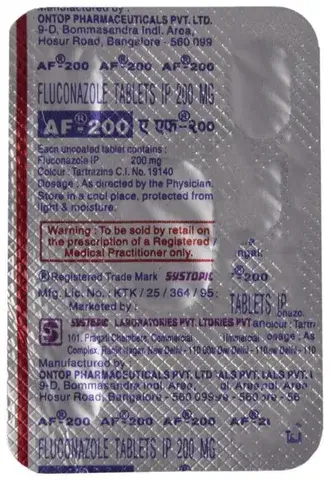 Manufactured by :
ONTOP PHARMACEUTICALS PVT. LTD.
9-D, Bommasandra Indl. Area,
Hosur Road, Bangalore - 560 099
AF®-200 AF®-200 AF®-200
FLUCONAZOLE TABLETS IP 200 MG
AF®-200 ए एफ®-२००
Each uncoated tablet contains :
Fluconazole IP 200 mg
Colour : Tartrazine C.I. No. 19140
Dosage : As directed by the Physician.
Store in a cool place, protected from
light & moisture.
Warning : To be sold by retail on
the prescription of a Registered
Medical Practitioner only.
® Registered Trade Mark SYSTOPIC
-200
Mfg. Lic. No. : KTK / 25 / 364 / 95
TABLETS IP
Marketed by :
SYSTOPIC LABORATORIES PVT. LTD
101, Pragati Chambers, Commercial
Complex, Ranjit Nagar, New Delhi - 110 00
Manufactured by :
ONTOP PHARMACEUTICALS PVT. LTD
9-D, Bommasandra Indl. Area,
Hosur Road, Bangalore - 560 099
AF®-200 AF®-200 AF®-2
FLUCONAZOLE TABLETS IP 200 MG